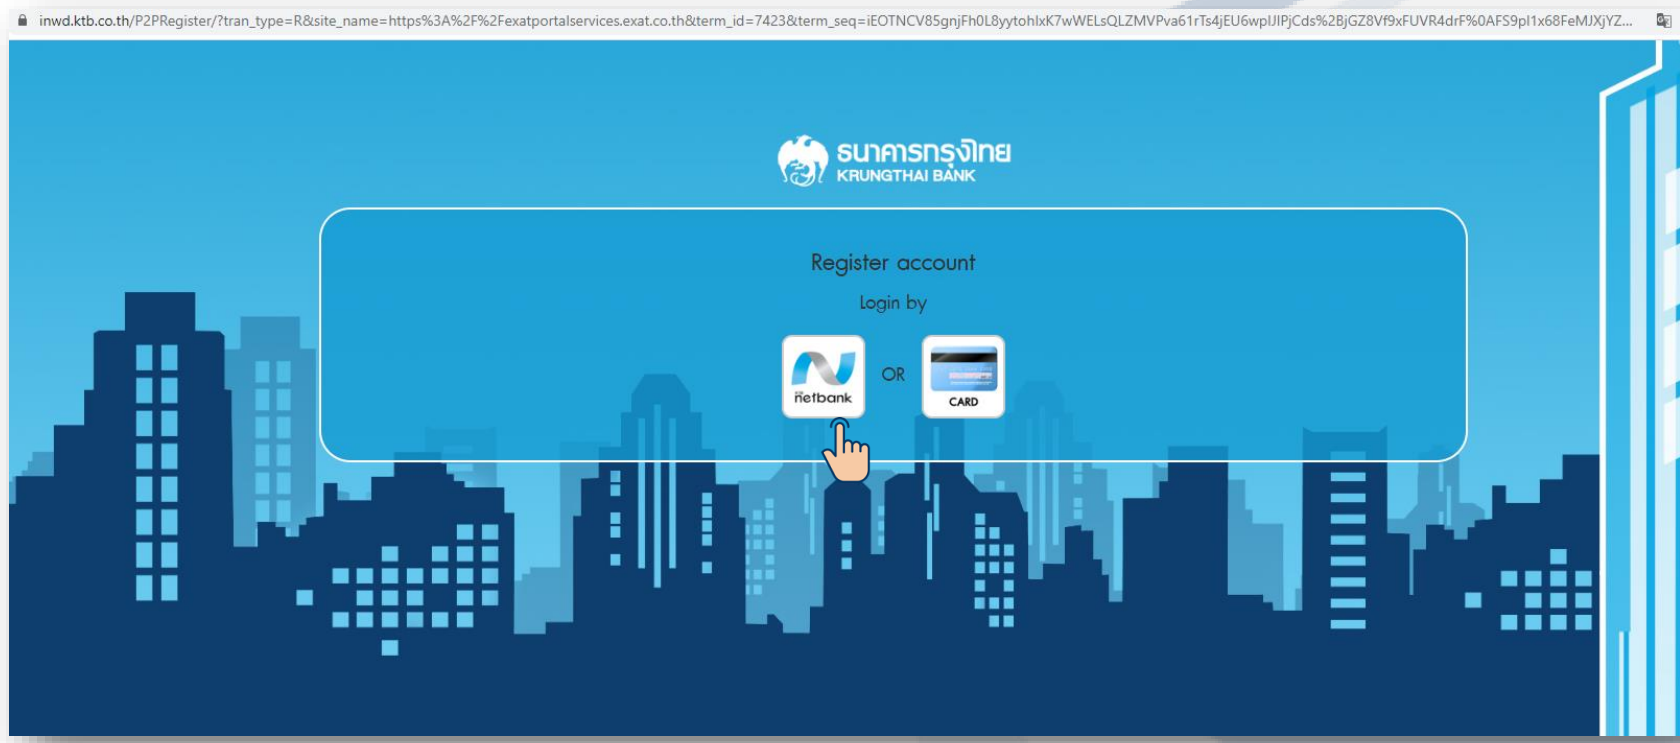 inwd.ktb.co.th/P2PRegister/?tran_type=R&site_name=https%3A%2F%2Fexatportalservices.exat.co.th&term_id=7423&term_seq=iEOTNCV85gnjFh0L8yytohIxK7wWELsQLZMVPva61rTs4jEU6wpIJIPjCds%2BjGZ8Vf9xFUVR4drF%0AFS9pI1x68FeMJXjYZ...
ธนาคารกรุงไทย
KRUNGTHAI BANK
Register account
Login by
netbank
OR
CARD